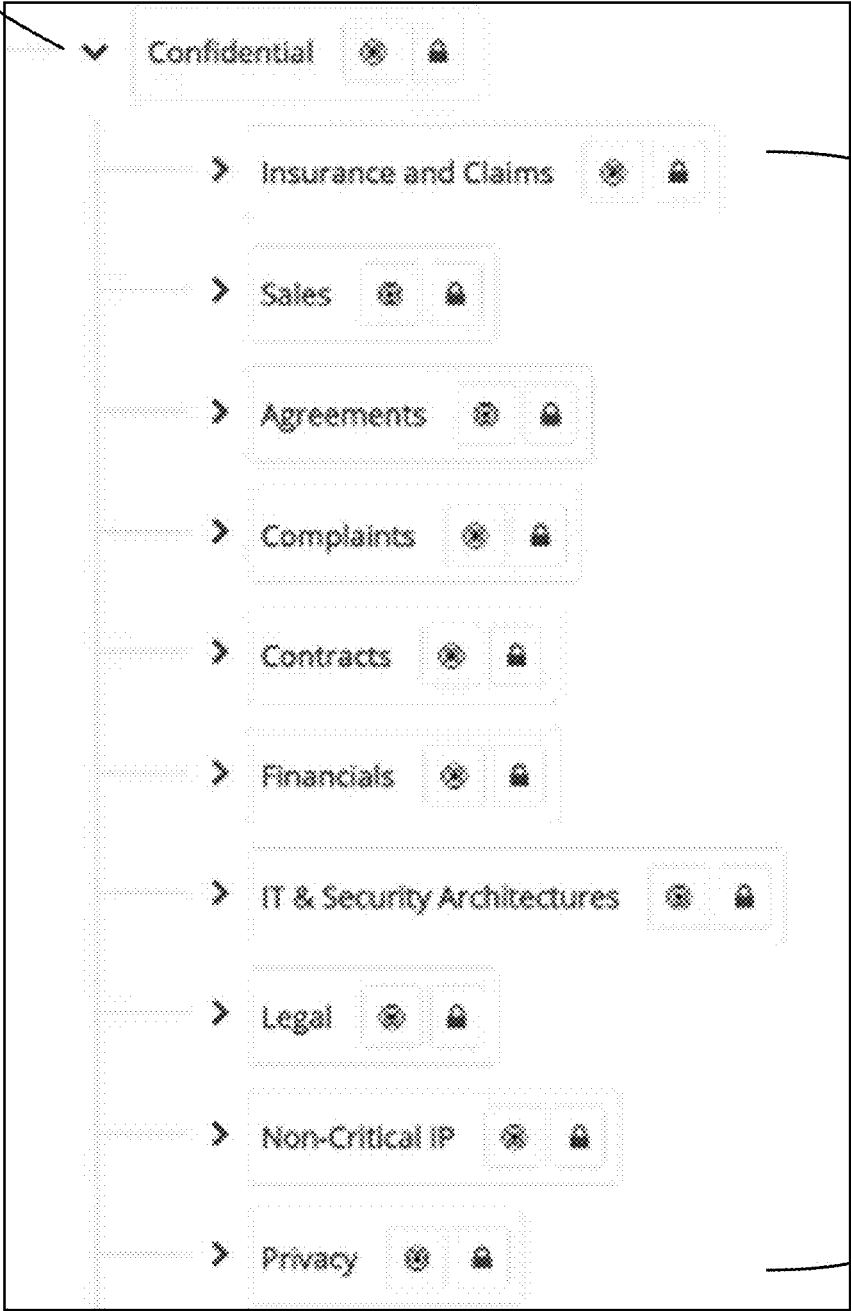 Confidential
Insurance and Claims
Sales
Agreements
Complaints
Contracts
Financials
IT & Security Architectures
Legal
Non-Critical IP
Privacy